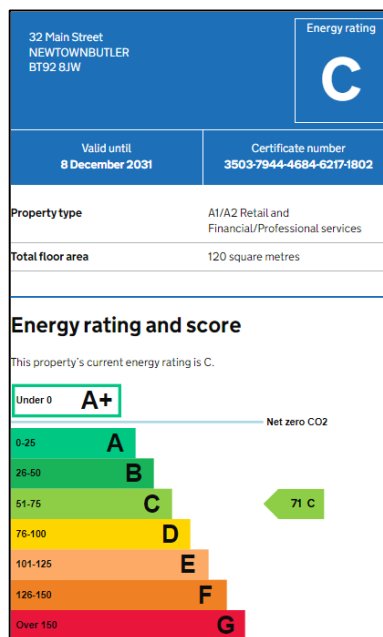 32 Main Street
NEWTOWNBUTLER
BT92 8JW
Energy rating
C
Valid until
8 December 2031
Certificate number
3503-7944-4684-6217-1802
Property type
A1/A2 Retail and
Financial/Professional services
Total floor area
120 square metres
Energy rating and score
This property's current energy rating is C.
Under 0 A+
Net zero CO2
0-25 A
26-50 B
51-75 C
71 C
76-100 D
101-125 E
126-150 F
Over 150 G